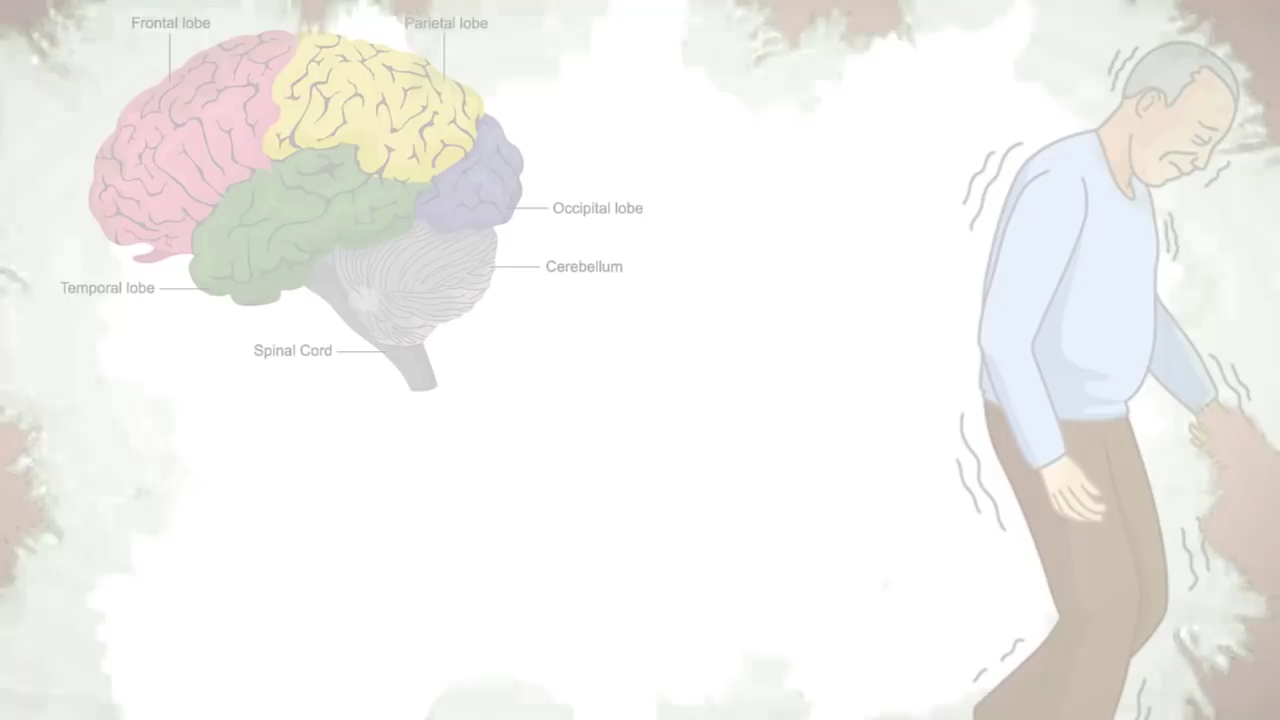 Frontal lobe
Parietal lobe
Occipital lobe
Cerebellum
Temporal lobe
Spinal Cord